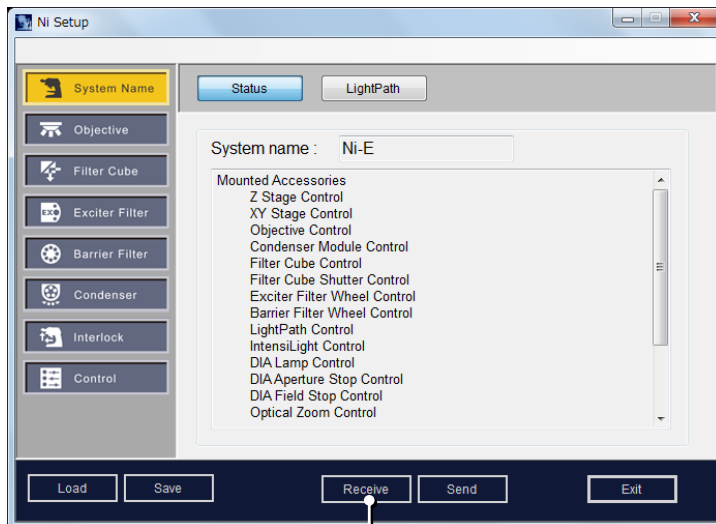 Ni Setup
System Name
Objective
Filter Cube
EXC
Exciter Filter
Barrier Filter
Condenser
Interlock
Control
Status
LightPath
System name :
Ni-E
Mounted Accessories
Z Stage Control
XY Stage Control
Objective Control
Condenser Module Control
Filter Cube Control
Filter Cube Shutter Control
Exciter Filter Wheel Control
Barrier Filter Wheel Control
LightPath Control
IntensiLight Control
DIA Lamp Control
DIA Aperture Stop Control
DIA Field Stop Control
Optical Zoom Control
Load
Save
Receive
Send
Exit